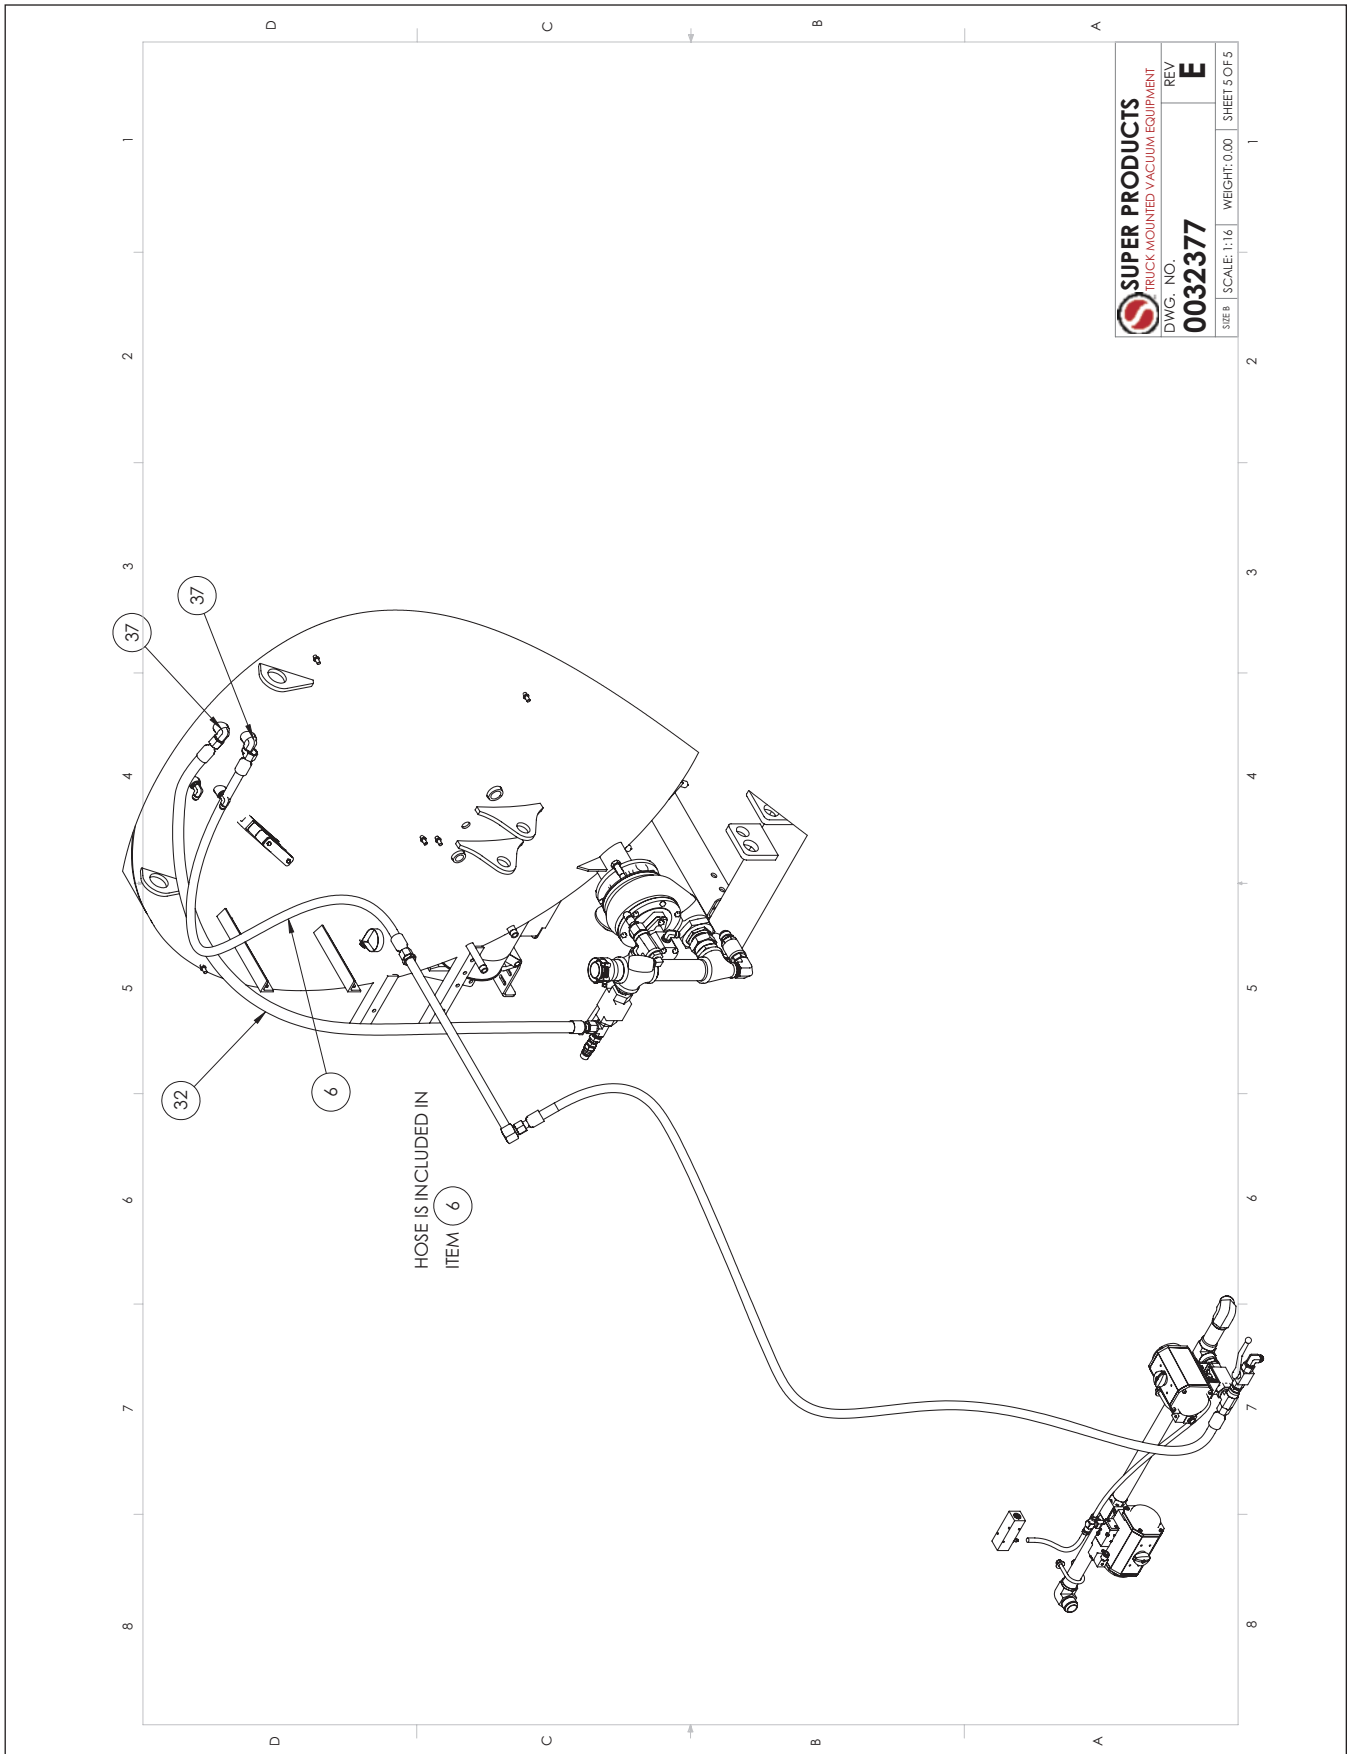 D
C
B
A
8
7
6
5
4
3
2
1
37
37
32
6
HOSE IS INCLUDED IN
ITEM 6
SUPER PRODUCTS
TRUCK MOUNTED VACUUM EQUIPMENT
DWG. NO.
REV
0032377
E
SIZE B
SCALE: 1:16
WEIGHT: 0.00
SHEET 5 OF 5
8
7
6
5
4
3
2
1
D
C
B
A